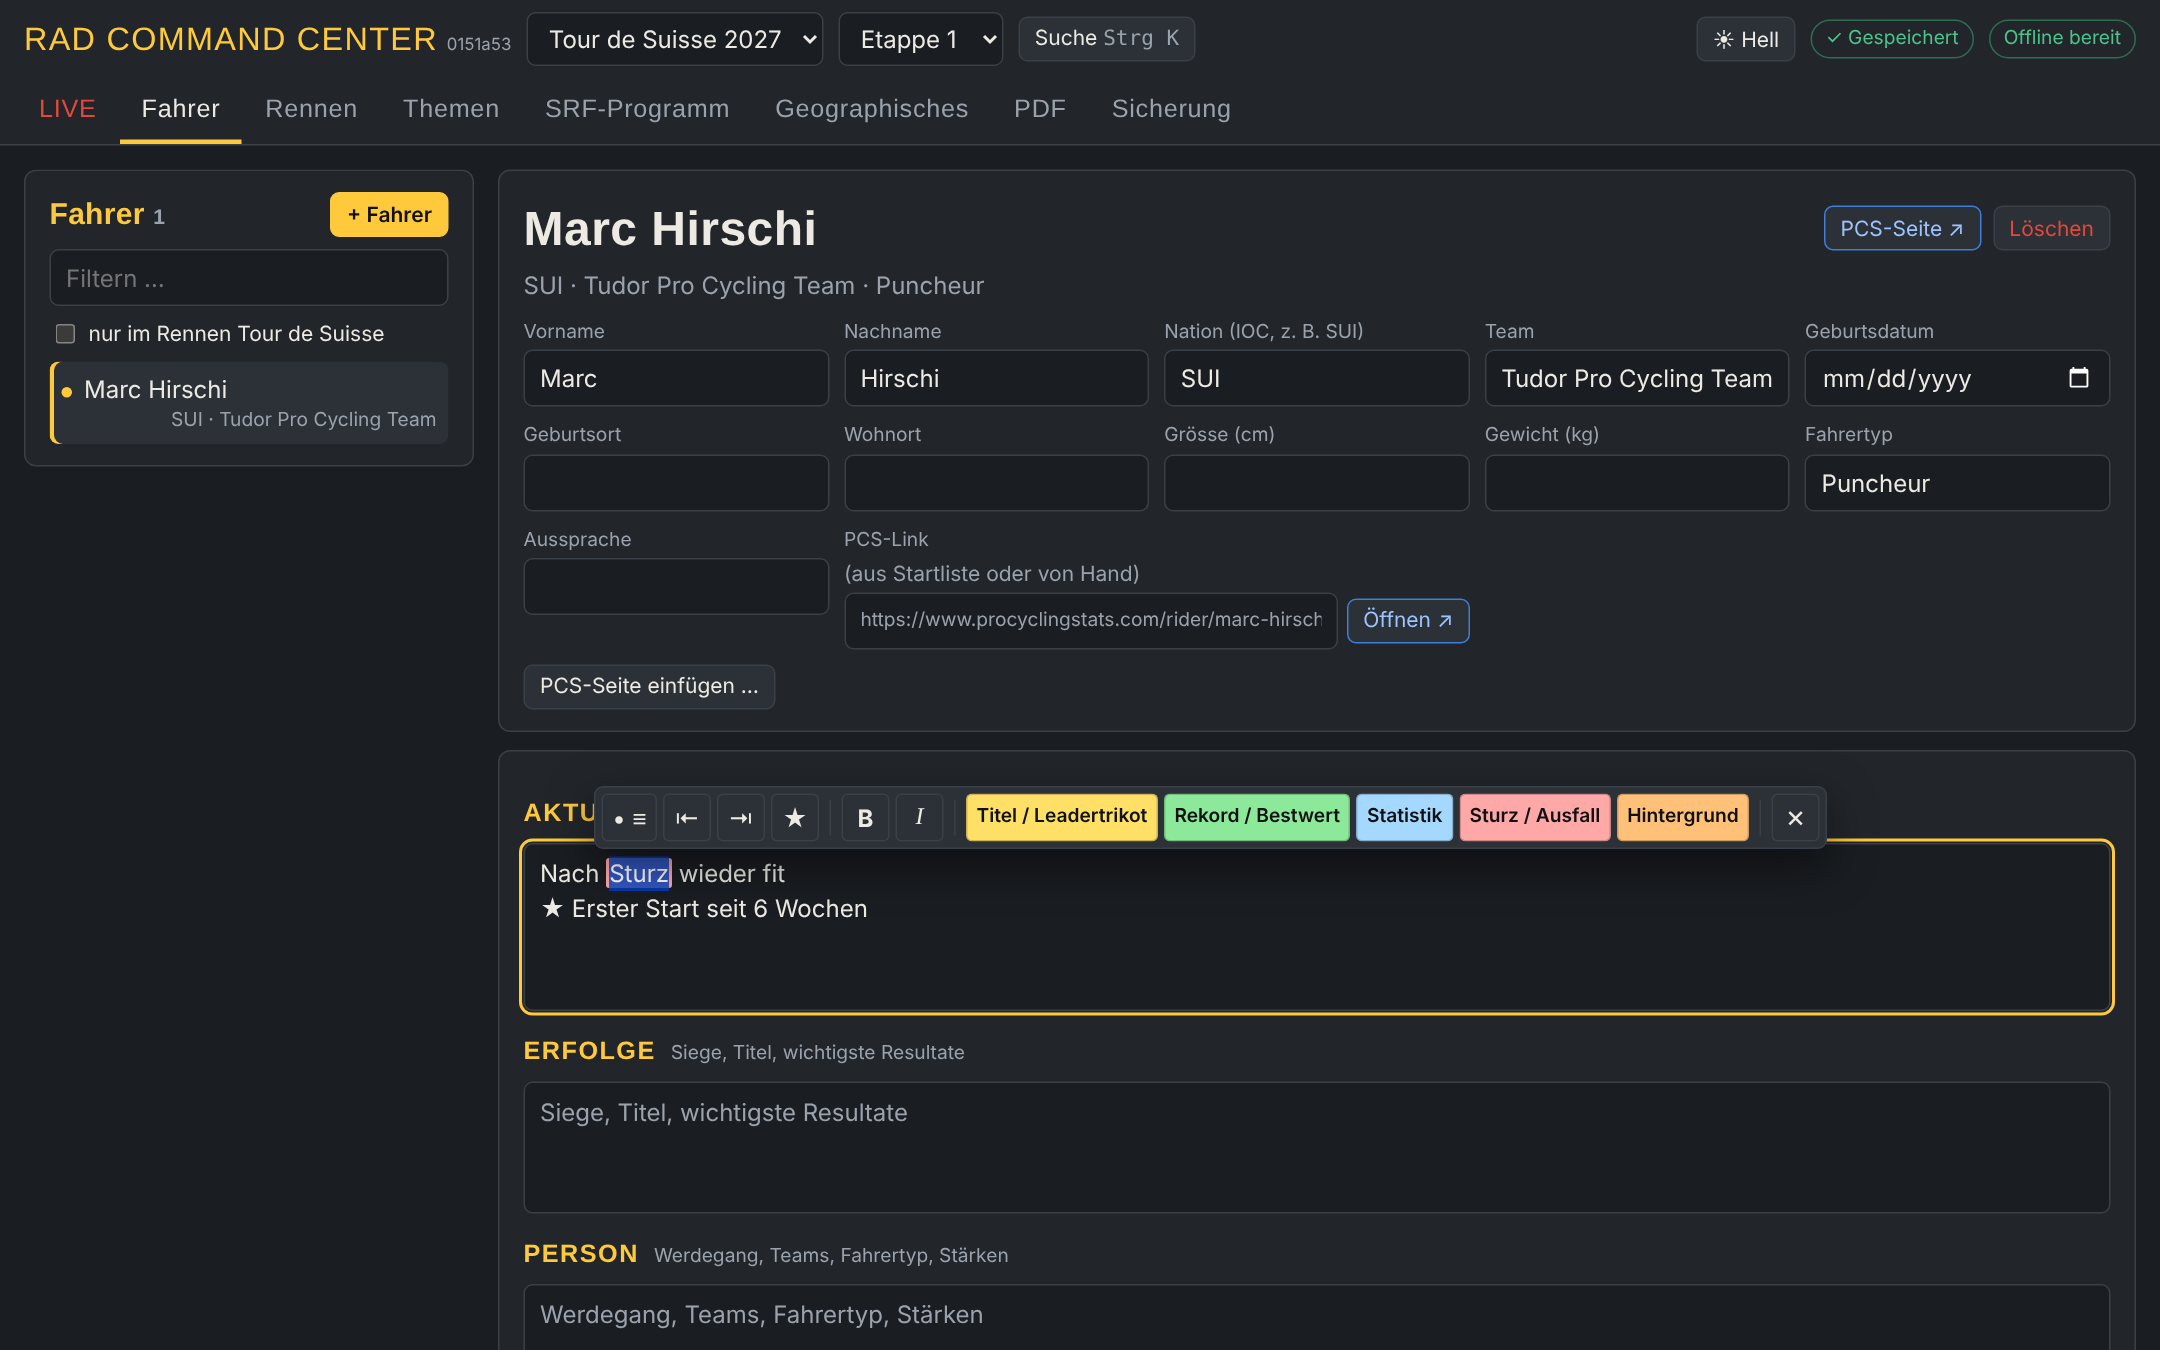 RAD COMMAND CENTER 0151a53 Tour de Suisse 2027 Etappe 1 Suche Strg K ☀ Hell ✓ Gespeichert Offline bereit
LIVE Fahrer Rennen Themen SRF-Programm Geographisches PDF Sicherung
Fahrer 1 + Fahrer
Filtern ...
nur im Rennen Tour de Suisse
Marc Hirschi
SUI · Tudor Pro Cycling Team
Marc Hirschi PCS-Seite ↗ Löschen
SUI · Tudor Pro Cycling Team · Puncheur
Vorname Nachname Nation (IOC, z. B. SUI) Team Geburtsdatum
Marc Hirschi SUI Tudor Pro Cycling Team mm/dd/yyyy
Geburtsort Wohnort Grösse (cm) Gewicht (kg) Fahrertyp
Puncheur
Aussprache PCS-Link
(aus Startliste oder von Hand)
https://www.procyclingstats.com/rider/marc-hirsch Öffnen ↗
PCS-Seite einfügen ...
AKTU • ≡ ★ B I Titel / Leadertrikot Rekord / Bestwert Statistik Sturz / Ausfall Hintergrund ✕
Nach Sturz wieder fit
★ Erster Start seit 6 Wochen
ERFOLGE Siege, Titel, wichtigste Resultate
Siege, Titel, wichtigste Resultate
PERSON Werdegang, Teams, Fahrertyp, Stärken
Werdegang, Teams, Fahrertyp, Stärken